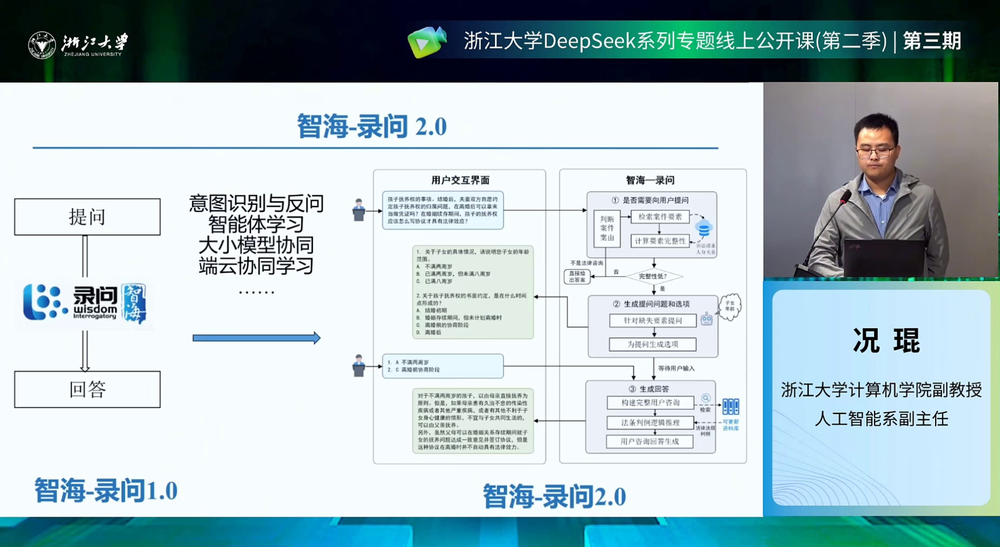 浙江大学
ZHEJIANG UNIVERSITY
浙江大学DeepSeek系列专题线上公开课(第二季) | 第三期
智海-录问 2.0
提问
录问
wisdom
Interrogatory
智海
回答
智海-录问1.0
意图识别与反问
智能体学习
大小模型协同
端云协同学习
······
用户交互界面
孩子抚养权的事项。结婚后，夫妻双方自愿约
定孩子抚养权的归属问题，在离婚后可以拿来
当做凭证吗？在婚姻续存期间，孩子的抚养权
应该怎么写协议才具有法律效应？
1. 关于子女的具体情况，请说明您子女的年龄
范围。
A. 不满两周岁
B. 已满两周岁，但未满八周岁
C. 已满八周岁
2.关于孩子抚养权的书面约定，是在什么时间
点形成的？
A. 结婚初期
B. 婚姻存续期间，但未计划离婚时
C. 离婚前的协商阶段
D. 离婚后
1. A 不满两周岁
2. C 离婚前协商阶段
对于不满两周岁的孩子，以由母亲直接抚养为
原则。但是，如果母亲患有久治不愈的传染性
疾病或者其他严重疾病，或者有其他不利于子
女身心健康的情形，不宜与子女共同生活的，
可以由父亲抚养。
另外，虽然父母可以在婚姻关系存续期间就子
女的抚养问题达成一致意见并签订协议，但是
这种协议在离婚时并不自动具有法律效力。
智海—录问
① 是否需要向用户提问
判断
案件
案由
检索案件要素
计算要素完整性
诉讼请求
人身关系
不是法律咨询
直接给
出答案
否
完整性低？
是
② 生成提问问题和选项
针对缺失要素提问
为提问生成选项
子女
年龄
等待用户输入
③ 生成回答
构建完整用户咨询
检索
法条判例逻辑推理
法律法规
判例
可更新
资料库
用户咨询回答生成
智海-录问2.0
况 琨
浙江大学计算机学院副教授
人工智能系副主任